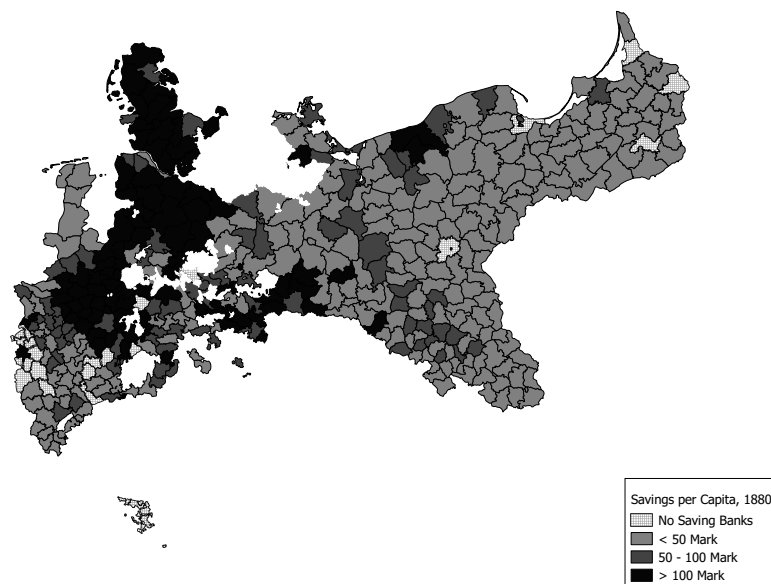 Savings per Capita, 1880
No Saving Banks
< 50 Mark
50 - 100 Mark
> 100 Mark